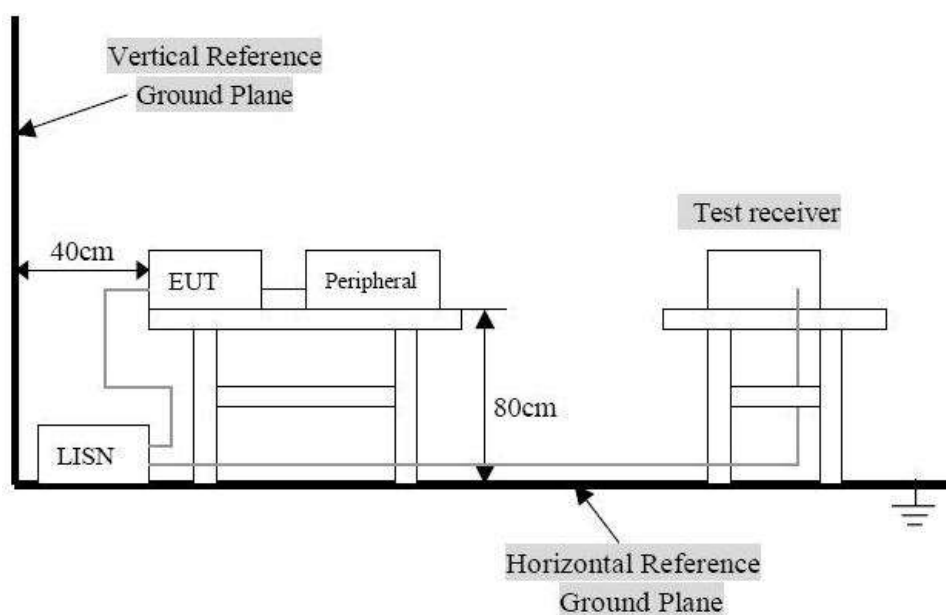 Vertical Reference
Ground Plane
Test receiver
40cm
EUT
Peripheral
80cm
LISN
Horizontal Reference
Ground Plane